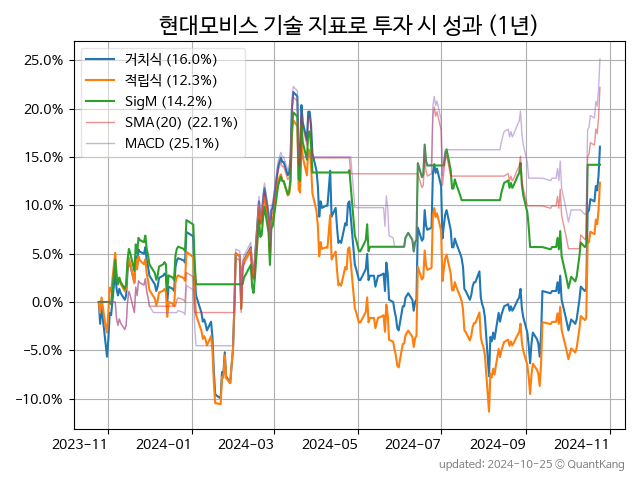 현대모비스 기술 지표로 투자 시 성과 (1년)
거치식 (16.0%)
적립식 (12.3%)
SigM (14.2%)
SMA(20) (22.1%)
MACD (25.1%)
25.0%
20.0%
15.0%
10.0%
5.0%
0.0%
−5.0%
−10.0%
2023-11 2024-01 2024-03 2024-05 2024-07 2024-09 2024-11
updated: 2024-10-25 © QuantKang